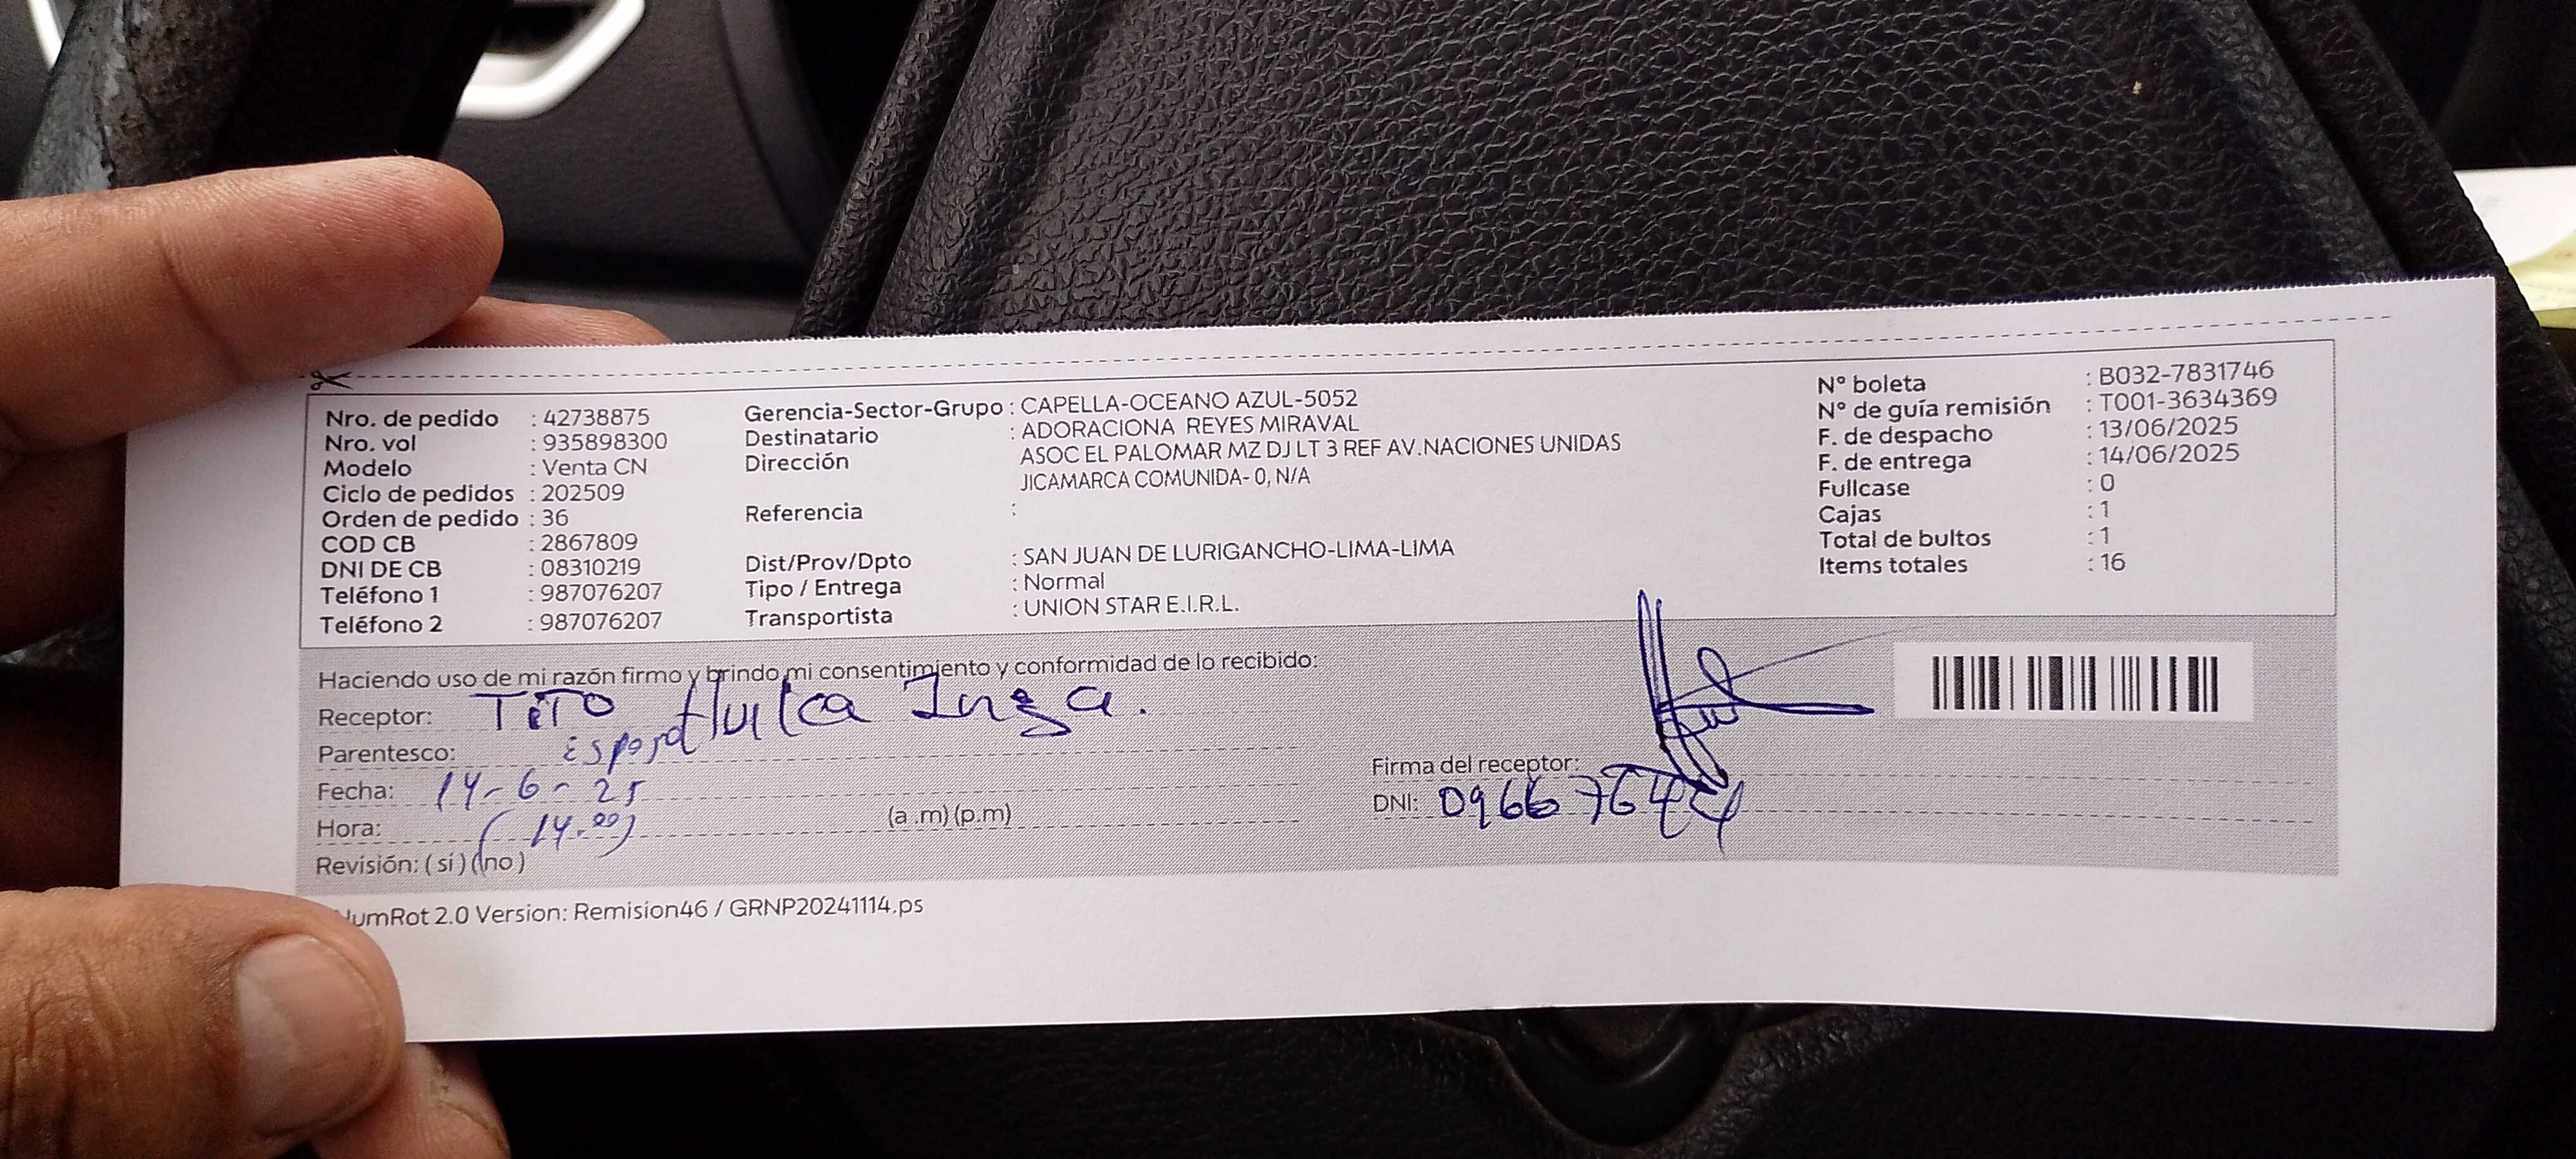 Nro. de pedido : 42738875
Nro. vol : 935898300
Modelo : Venta CN
Ciclo de pedidos : 202509
Orden de pedido : 36
COD CB : 2867809
DNI DE CB : 08310219
Teléfono 1 : 987076207
Teléfono 2 : 987076207
Gerencia-Sector-Grupo : CAPELLA-OCEANO AZUL-5052
Destinatario : ADORACIONA REYES MIRAVAL
Dirección ASOC EL PALOMAR MZ DJ LT 3 REF AV.NACIONES UNIDAS
JICAMARCA COMUNIDA- 0, N/A
Referencia :
Dist/Prov/Dpto : SAN JUAN DE LURIGANCHO-LIMA-LIMA
Tipo / Entrega : Normal
Transportista : UNION STAR E.I.R.L.
N° boleta : B032-7831746
N° de guía remisión : T001-3634369
F. de despacho : 13/06/2025
F. de entrega : 14/06/2025
Fullcase : 0
Cajas : 1
Total de bultos : 1
Items totales : 16
Haciendo uso de mi razón firmo y brindo mi consentimiento y conformidad de lo recibido:
Receptor: TITO Hulca Inga.
Parentesco: esposo
Fecha: 14-6-25
Hora: 14.00 (a .m) (p.m)
Revisión: (si) (no)
Firma del receptor:
DNI: 0966764
umRot 2.0 Version: Remision46 / GRNP20241114.ps